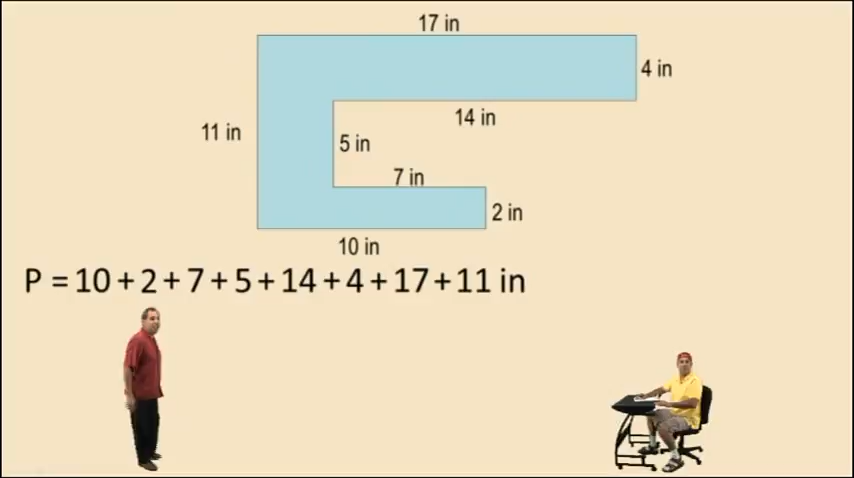 17 in
4 in
14 in
11 in
5 in
7 in
2 in
10 in
P = 10 + 2 + 7 + 5 + 14 + 4 + 17 + 11 in